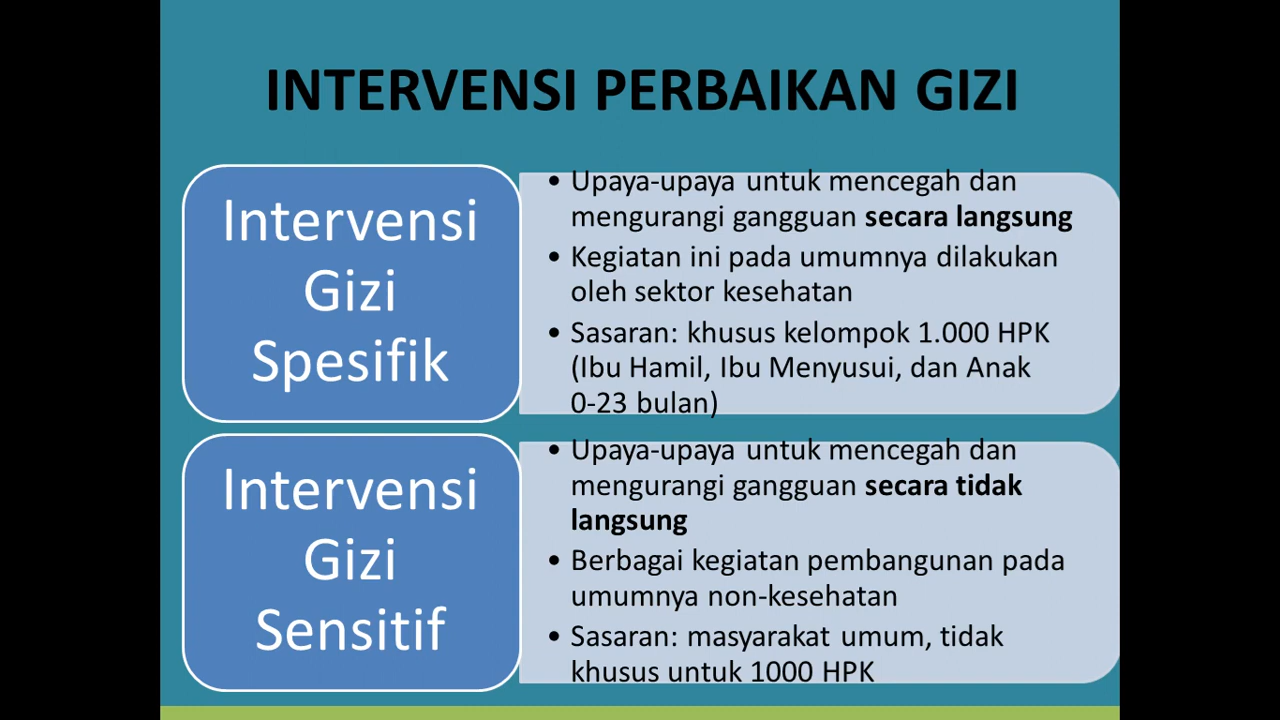 INTERVENSI PERBAIKAN GIZI
Intervensi
Gizi
Spesifik
• Upaya-upaya untuk mencegah dan
mengurangi gangguan secara langsung
• Kegiatan ini pada umumnya dilakukan
oleh sektor kesehatan
• Sasaran: khusus kelompok 1.000 HPK
(Ibu Hamil, Ibu Menyusui, dan Anak
0-23 bulan)
Intervensi
Gizi
Sensitif
• Upaya-upaya untuk mencegah dan
mengurangi gangguan secara tidak
langsung
• Berbagai kegiatan pembangunan pada
umumnya non-kesehatan
• Sasaran: masyarakat umum, tidak
khusus untuk 1000 HPK